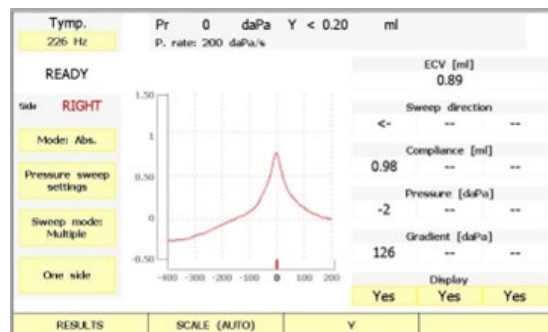 Tymp.
226 Hz
Pr 0 daPa Y < 0.20 ml
P. rate: 200 daPa/s
READY
Side RIGHT
Mode: Abs.
Pressure sweep
settings
Sweep mode:
Multiple
One side
1.50
1
0.50
0
-0.50
-400 -300 -200 -100 0 100 200
ECV [ml]
0.89
Sweep direction
<- -- --
Compliance [ml]
0.98 -- --
Pressure [daPa]
-2 -- --
Gradient [daPa]
126 -- --
Display
Yes Yes Yes
RESULTS SCALE (AUTO) Y